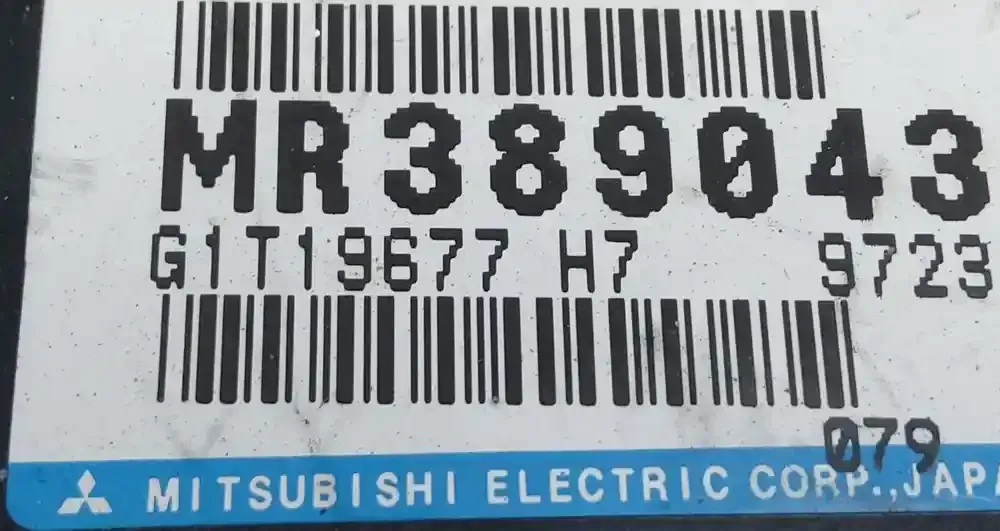 MR389043
G1T19677 H7 9723
079
MITSUBISHI ELECTRIC CORP.,JAPA